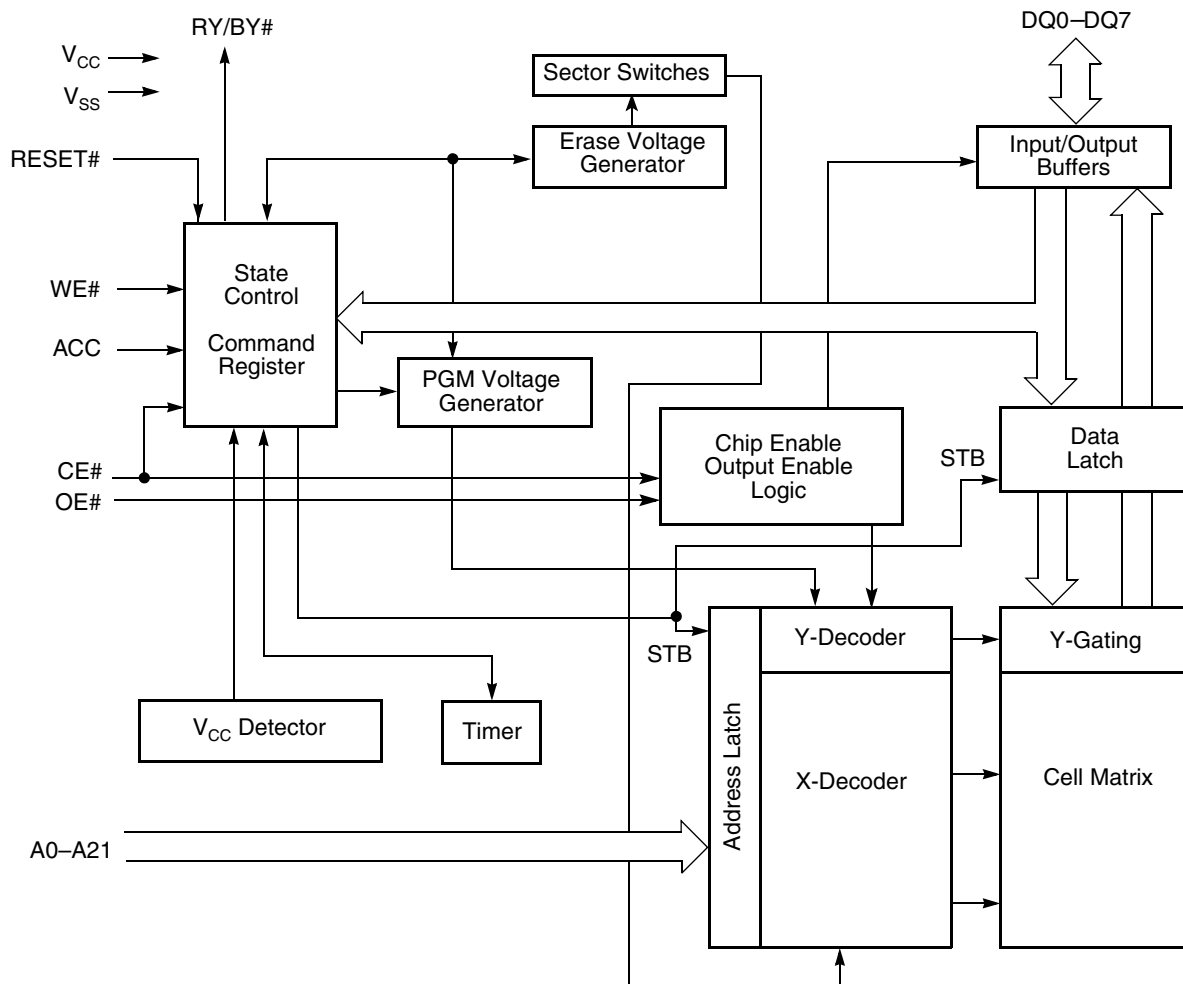 RY/BY#
DQ0–DQ7
VCC
VSS
Sector Switches
RESET#
Erase Voltage
Generator
Input/Output
Buffers
State
Control
WE#
Command
Register
ACC
PGM Voltage
Generator
Chip Enable
Output Enable
Logic
Data
Latch
STB
CE#
OE#
STB
Y-Decoder
Y-Gating
VCC Detector
Timer
Address Latch
X-Decoder
Cell Matrix
A0–A21